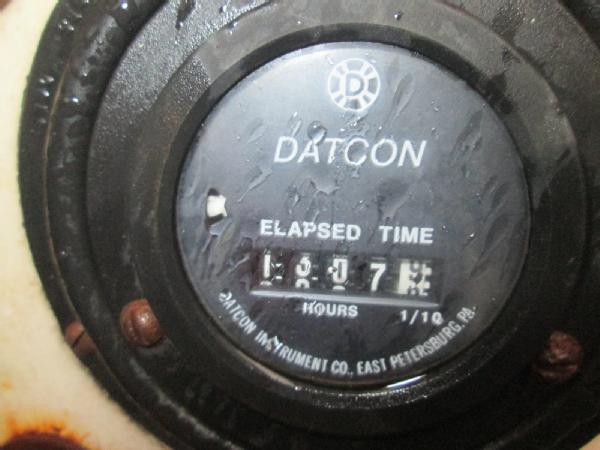 D
DATCON
ELAPSED TIME
HOURS 1/10
DATCON INSTRUMENT CO., EAST PETERSBURG, PA.